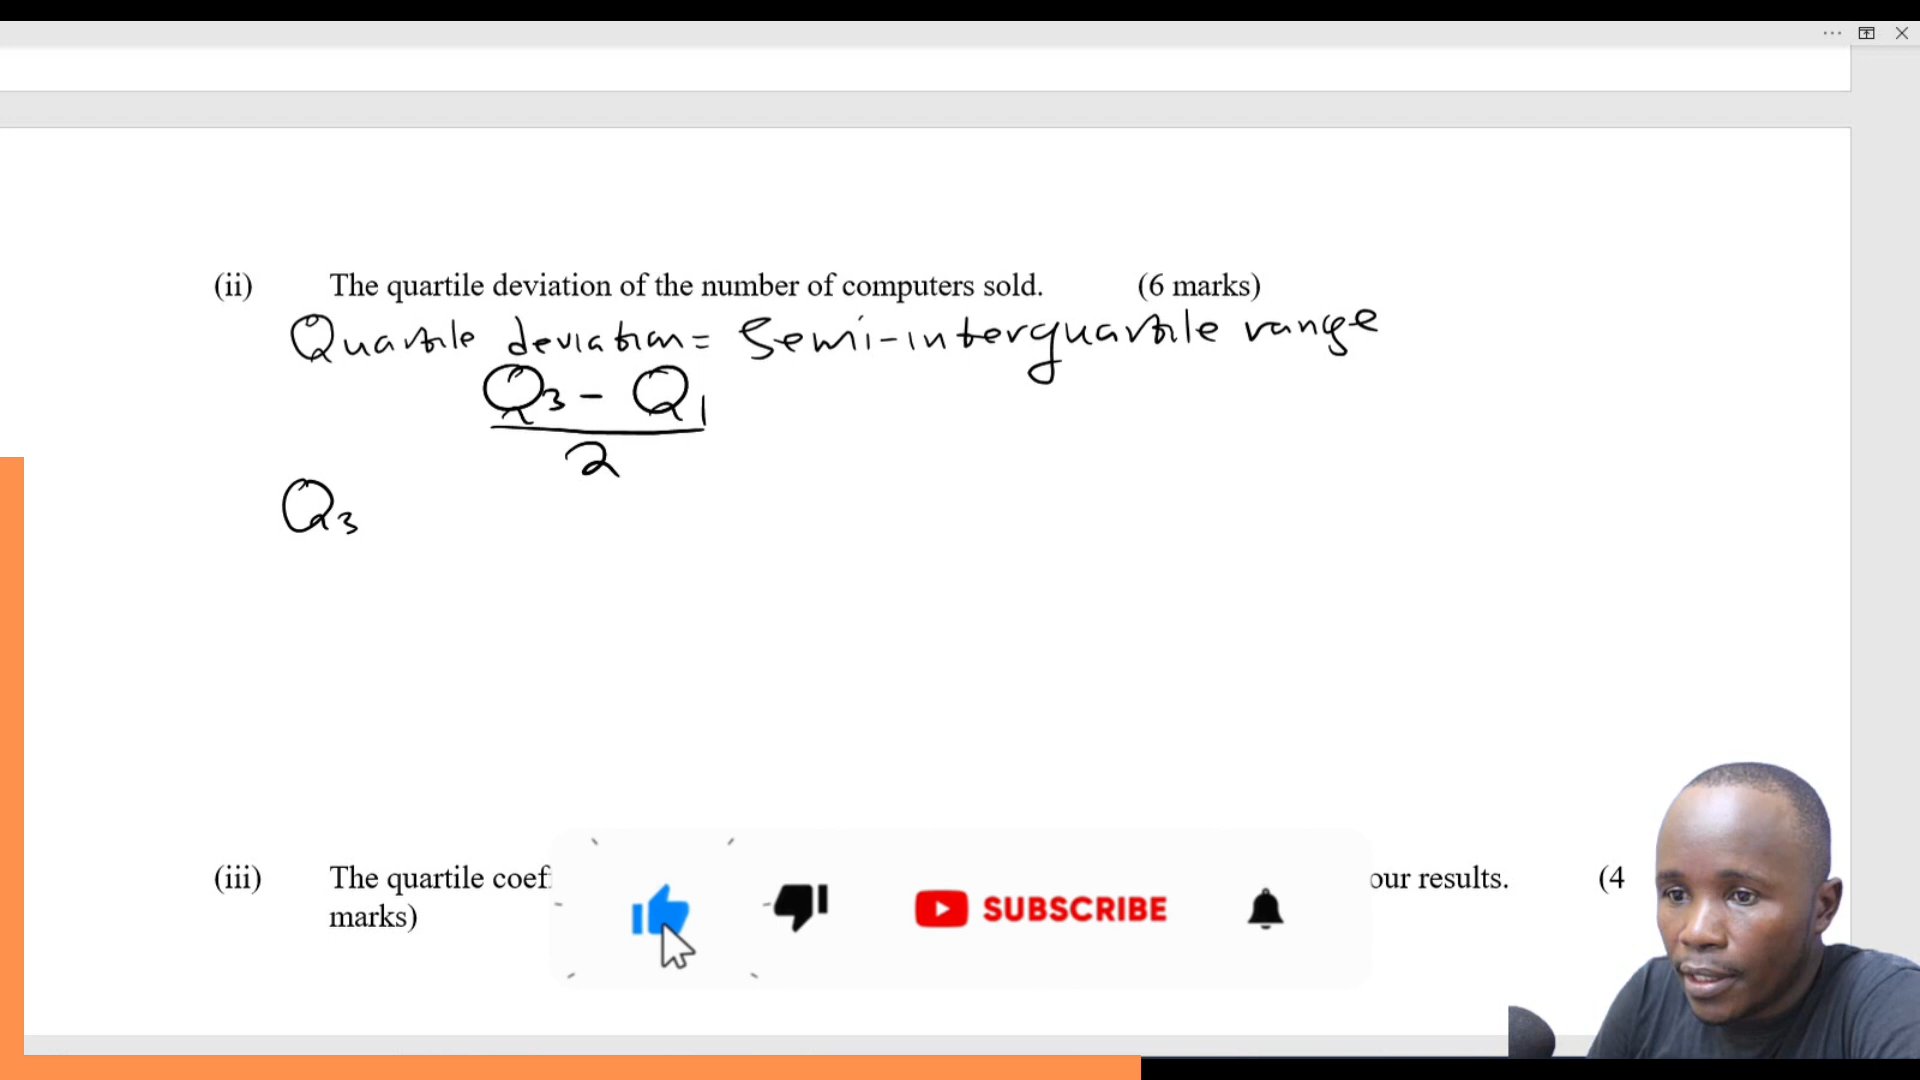 (ii) The quartile deviation of the number of computers sold. (6 marks)
Quartile deviation = Semi-interquartile range
Q3 - Q1
2
Q3
(iii) The quartile coef our results. (4
marks)
SUBSCRIBE